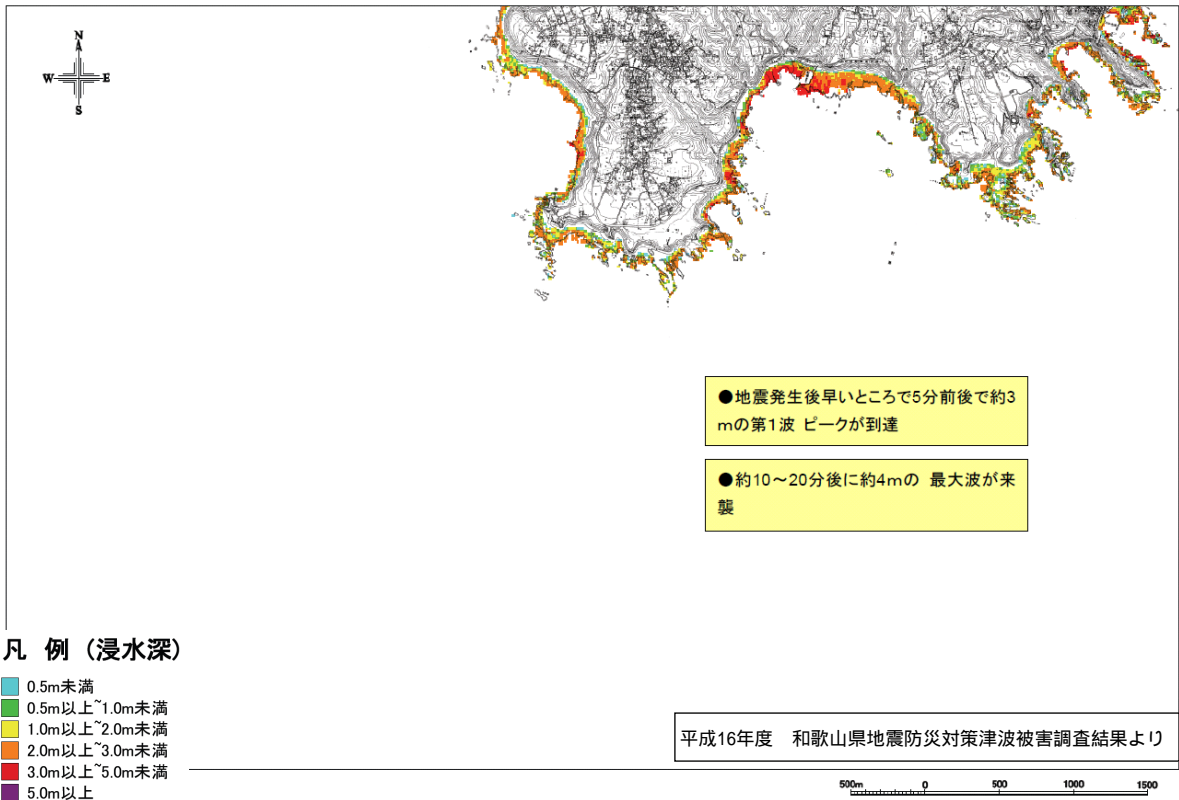 N
W E
S
●地震発生後早いところで5分前後で約3
mの第1波 ピークが到達
●約10～20分後に約4mの 最大波が来
襲
凡 例 （浸水深）
0.5m未満
0.5m以上~1.0m未満
1.0m以上~2.0m未満
2.0m以上~3.0m未満
3.0m以上~5.0m未満
5.0m以上
平成16年度 和歌山県地震防災対策津波被害調査結果より
500m 0 500 1000 1500